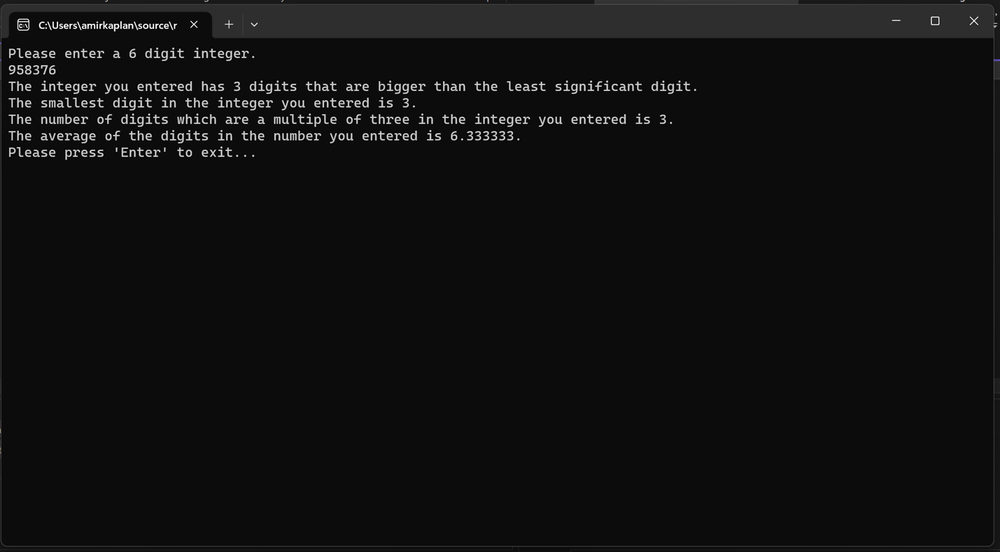 C:\Users\amirkaplan\source\r
Please enter a 6 digit integer.
958376
The integer you entered has 3 digits that are bigger than the least significant digit.
The smallest digit in the integer you entered is 3.
The number of digits which are a multiple of three in the integer you entered is 3.
The average of the digits in the number you entered is 6.333333.
Please press 'Enter' to exit...